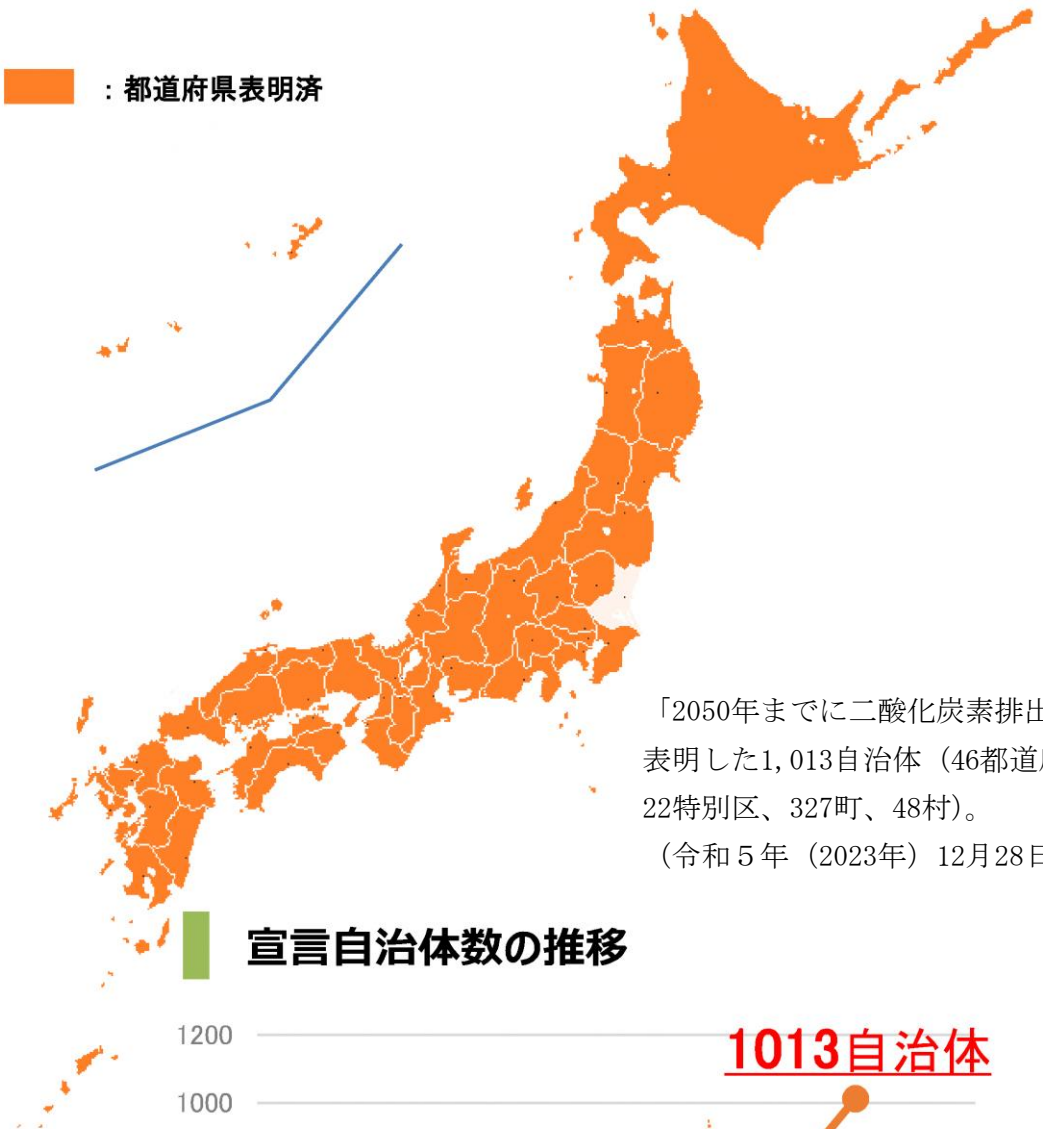 ：都道府県表明済
「2050年までに二酸化炭素排出
表明した1,013自治体（46都道
22特別区、327町、48村）。
（令和５年（2023年）12月28日
宣言自治体数の推移
1200
1013自治体
1000